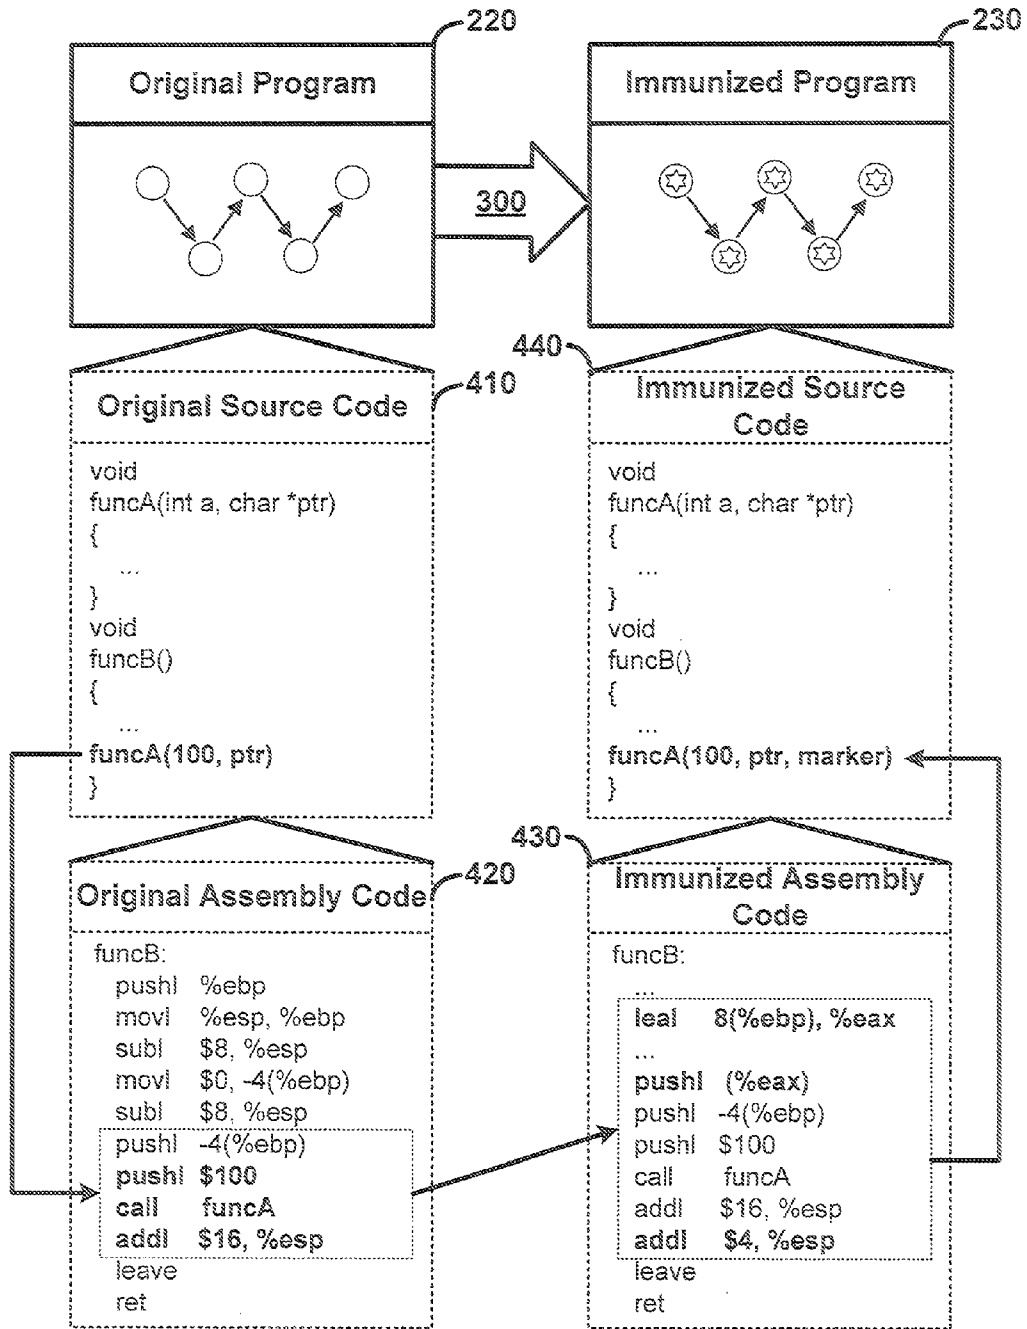 220
Original Program
230
Immunized Program
300
410
Original Source Code
void
funcA(int a, char *ptr)
{
...
}
void
funcB()
{
...
funcA(100, ptr)
}
440
Immunized Source
Code
void
funcA(int a, char *ptr)
{
...
}
void
funcB()
{
...
funcA(100, ptr, marker)
}
420
Original Assembly Code
funcB:
pushl %ebp
movl %esp, %ebp
subl $8, %esp
movl $0, -4(%ebp)
subl $8, %esp
pushl -4(%ebp)
pushl $100
call funcA
addl $16, %esp
leave
ret
430
Immunized Assembly
Code
funcB:
...
leal 8(%ebp), %eax
...
pushl (%eax)
pushl -4(%ebp)
pushl $100
call funcA
addl $16, %esp
addl $4, %esp
leave
ret